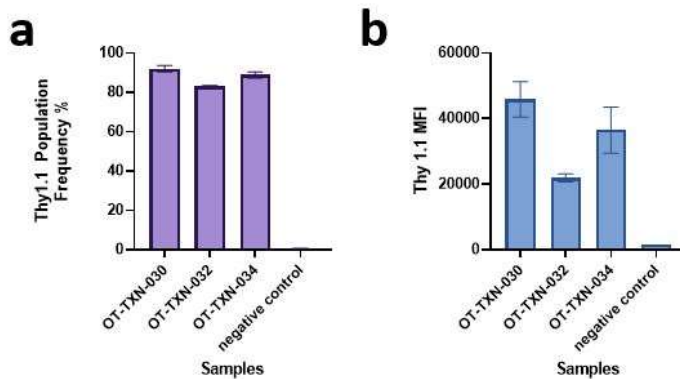 a
Thy1.1 Population
Frequency %
100
80
60
40
20
0
OT-TXN-030
OT-TXN-032
OT-TXN-034
negative control
Samples
b
Thy 1.1 MFI
60000
40000
20000
0
OT-TXN-030
OT-TXN-032
OT-TXN-034
negative control
Samples